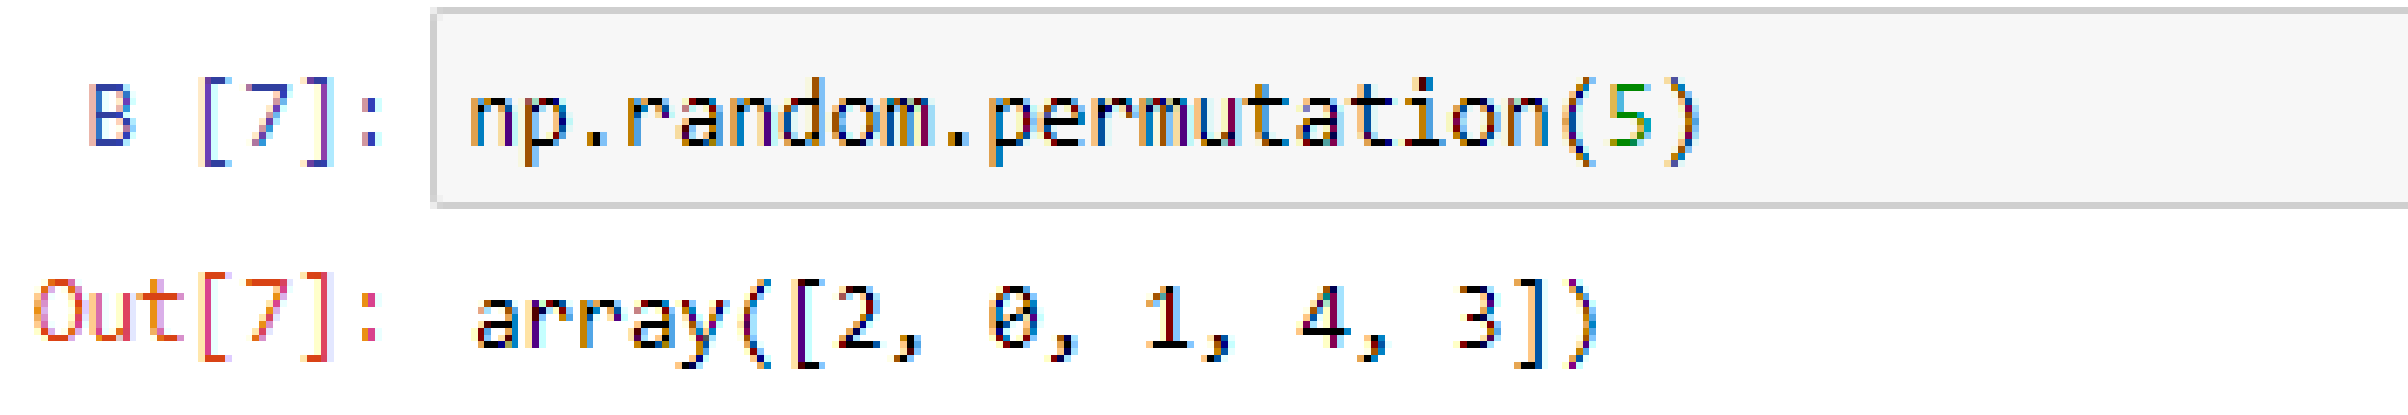 B [7]: np.random.permutation(5)
Out[7]: array([2, 0, 1, 4, 3])